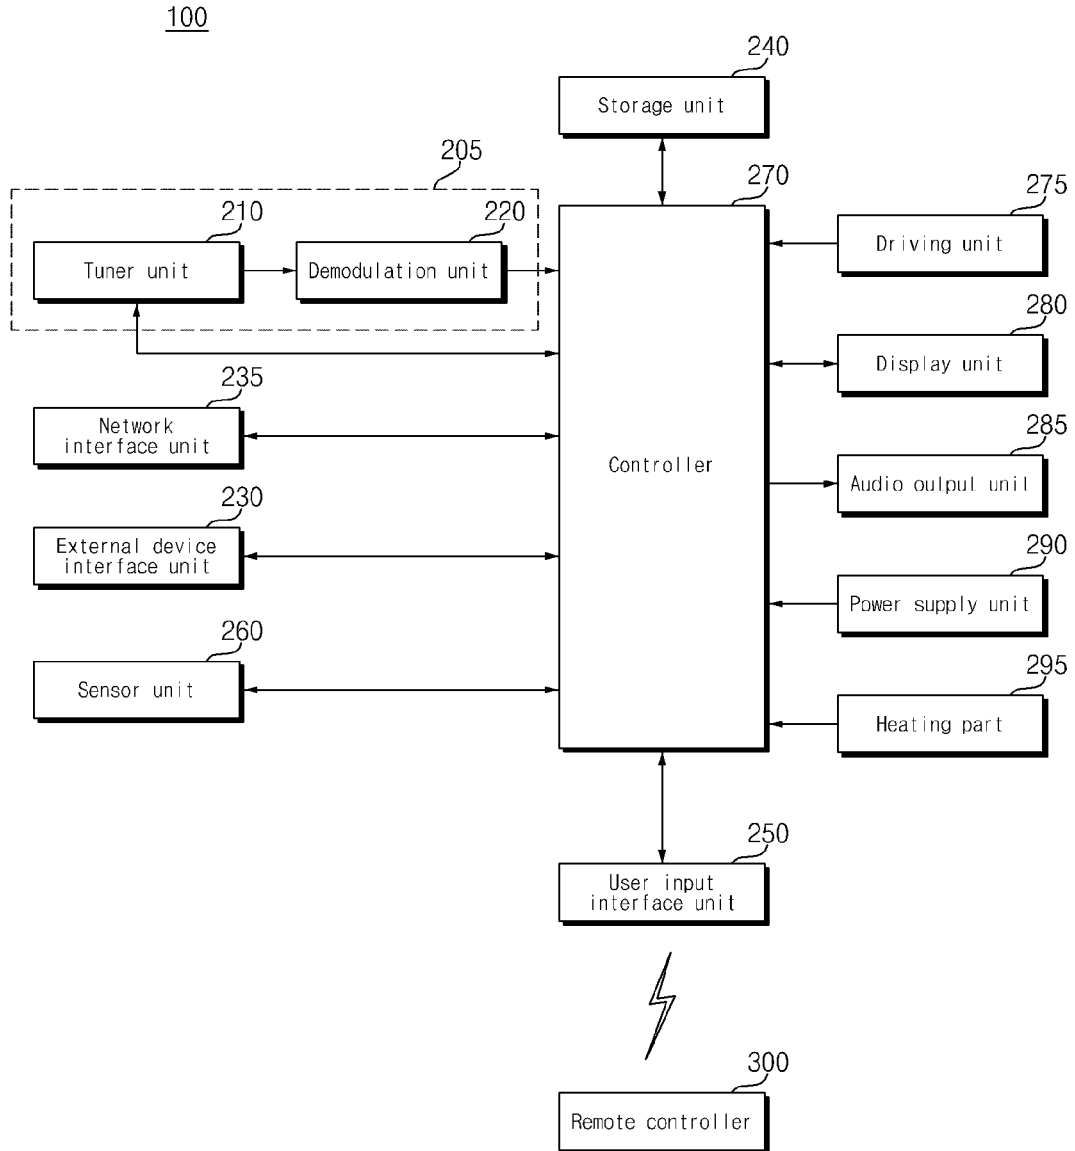 100
240
Storage unit
205
270
275
210
220
Driving unit
Tuner unit
Demodulation unit
280
Display unit
235
Network
interface unit
285
Controller
Audio output unit
230
External device
interface unit
290
Power supply unit
260
Sensor unit
295
Heating part
250
User input
interface unit
300
Remote controller